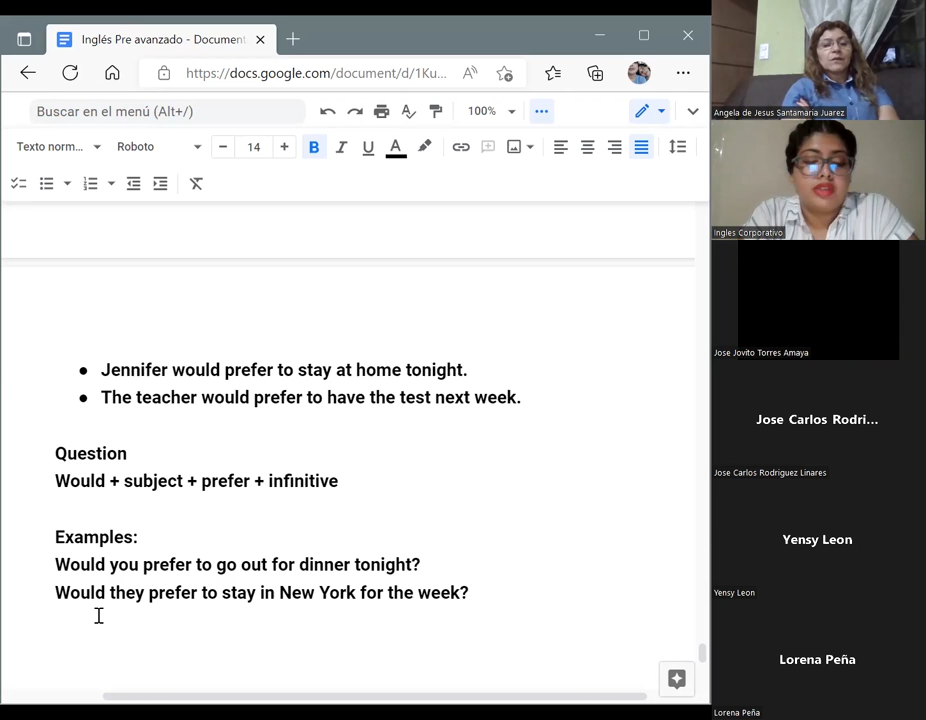 Inglés Pre avanzado - Document
https://docs.google.com/document/d/1Ku...
Buscar en el menú (Alt+/)
100%
Texto norm...
Roboto
14
● Jennifer would prefer to stay at home tonight.
● The teacher would prefer to have the test next week.
Question
Would + subject + prefer + infinitive
Examples:
Would you prefer to go out for dinner tonight?
Would they prefer to stay in New York for the week?
Angela de Jesus Santamaria Juarez
Ingles Corporativo
Jose Jovito Torres Amaya
Jose Carlos Rodri...
Jose Carlos Rodriguez Linares
Yensy Leon
Yensy Leon
Lorena Peña
Lorena Peña